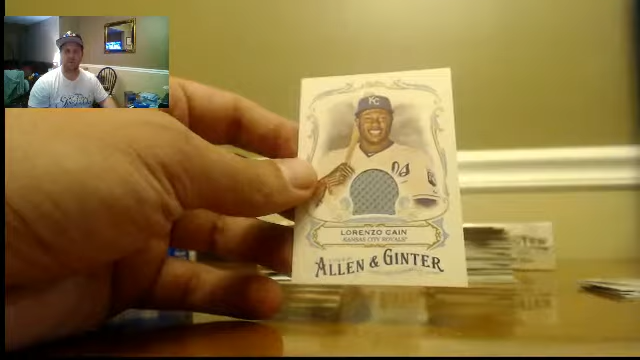 KC
LORENZO CAIN
KANSAS CITY ROYALS
ALLEN & GINTER